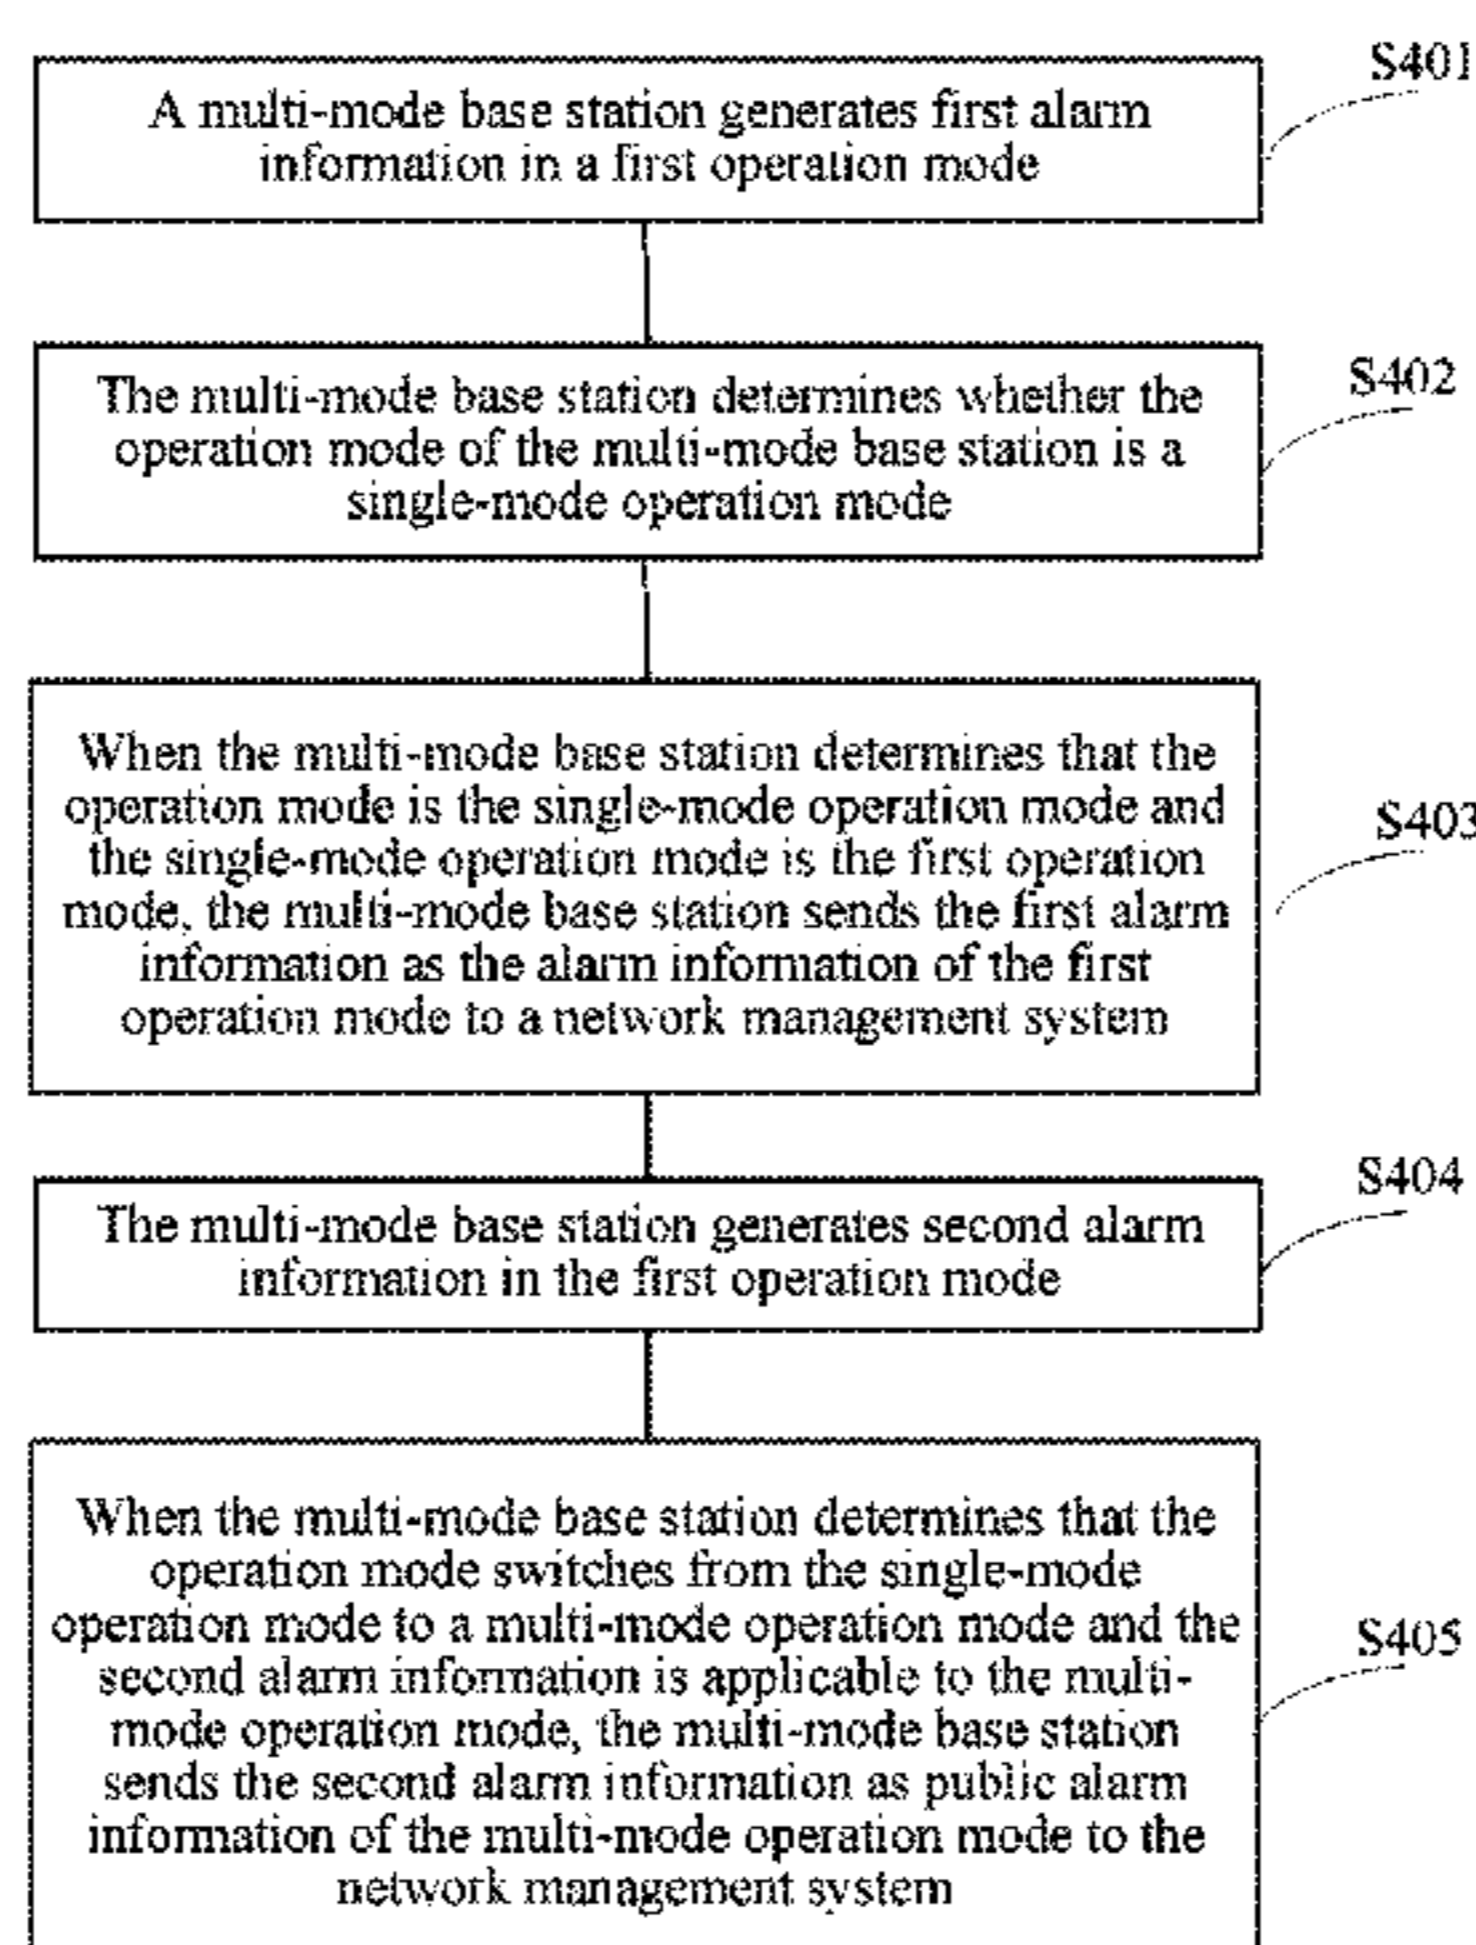 S401
A multi-mode base station generates first alarm
information in a first operation mode
S402
The multi-mode base station determines whether the
operation mode of the multi-mode base station is a
single-mode operation mode
When the multi-mode base station determines that the
operation mode is the single-mode operation mode and
the single-mode operation mode is the first operation
mode, the multi-mode base station sends the first alarm
information as the alarm information of the first
operation mode to a network management system
S403
S404
The multi-mode base station generates second alarm
information in the first operation mode
When the multi-mode base station determines that the
operation mode switches from the single-mode
operation mode to a multi-mode operation mode and the
second alarm information is applicable to the multi-
mode operation mode, the multi-mode base station
sends the second alarm information as public alarm
information of the multi-mode operation mode to the
network management system
S405